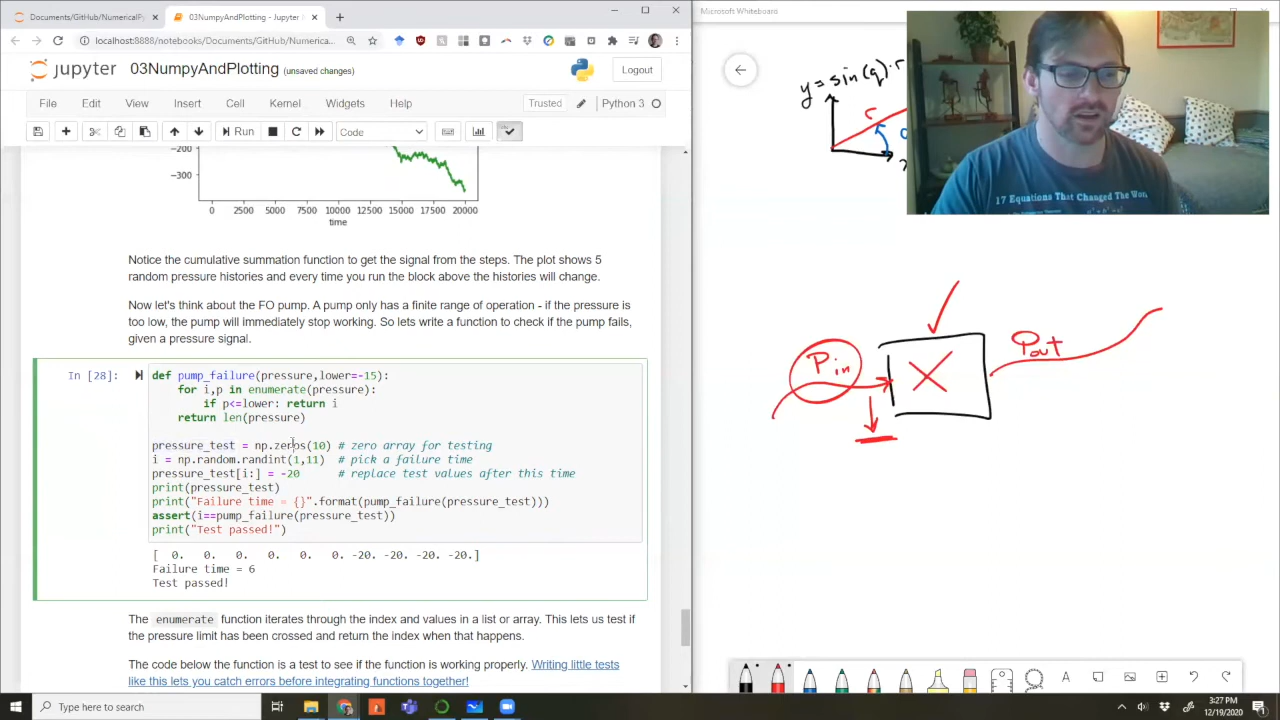 Documents/GitHub/NumericalP
03NumpyAndPlotting - Jupyter
Microsoft Whiteboard
localhost:8888/notebooks/Documents/GitHub/Numerica...
jupyter 03NumpyAndPlotting (unsaved changes)
Logout
File Edit View Insert Cell Kernel Widgets Help
Trusted
Python 3
Run
Code
-200
-300
0 2500 5000 7500 10000 12500 15000 17500 20000
time
y = sin(q)·r
r
17 Equations That Changed The Wor
Notice the cumulative summation function to get the signal from the steps. The plot shows 5
random pressure histories and every time you run the block above the histories will change.
Now let's think about the FO pump. A pump only has a finite range of operation - if the pressure is
too low, the pump will immediately stop working. So lets write a function to check if the pump fails,
given a pressure signal.
In [28]:
def pump_failure(pressure,lower=-15):
for i,p in enumerate(pressure):
if p<=lower: return i
return len(pressure)
pressure_test = np.zeros(10) # zero array for testing
i = np.random.randint(1,11) # pick a failure time
pressure_test[i:] = -20 # replace test values after this time
print(pressure_test)
print("Failure time = {}".format(pump_failure(pressure_test)))
assert(i==pump_failure(pressure_test))
print("Test passed!")
[ 0. 0. 0. 0. 0. 0. -20. -20. -20. -20.]
Failure time = 6
Test passed!
The enumerate function iterates through the index and values in a list or array. This lets us test if
the pressure limit has been crossed and return the index when that happens.
The code below the function is a test to see if the function is working properly. Writing little tests
like this lets you catch errors before integrating functions together!
Pin
Pout
Type here to search
3:27 PM
12/19/2020